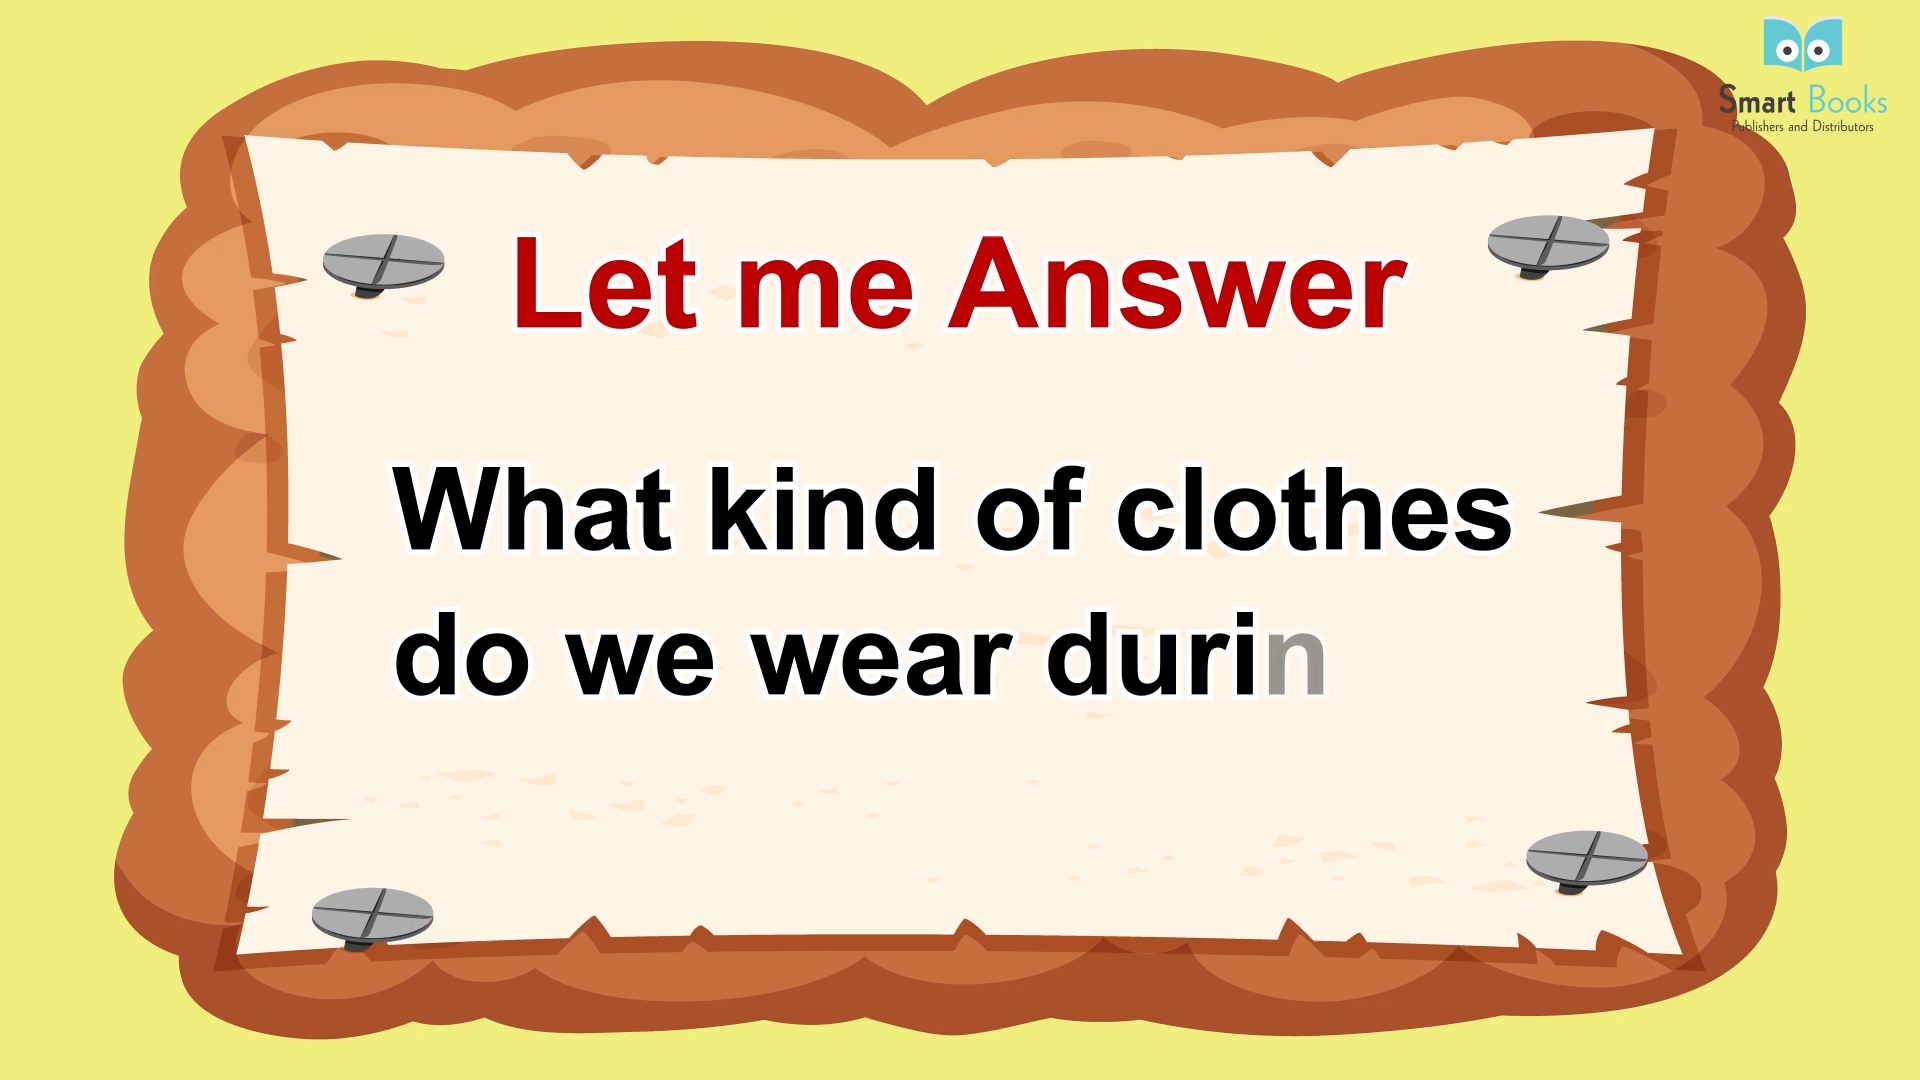 Smart Books
Publishers and Distributors
Let me Answer
What kind of clothes
do we wear durin